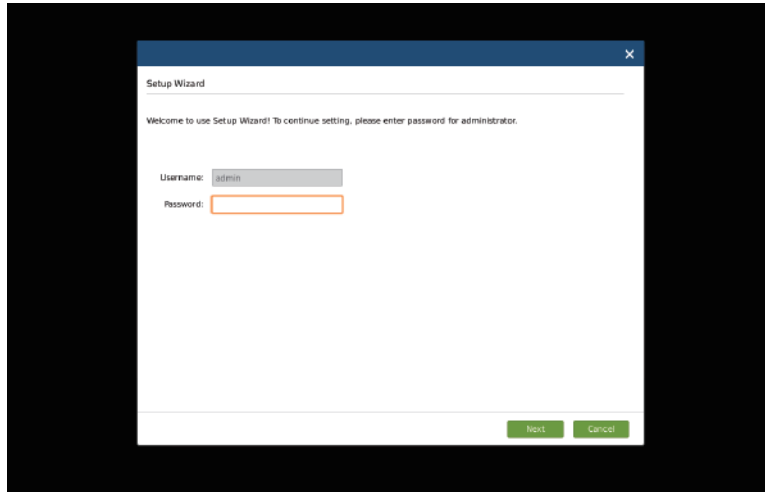 Setup Wizard
Welcome to use Setup Wizard! To continue setting, please enter password for administrator.
Username: admin
Password:
Next Cancel